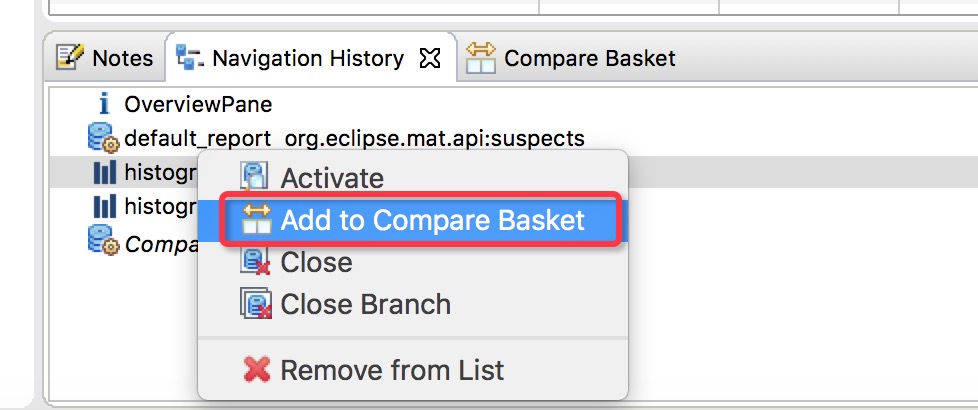 Notes Navigation History Compare Basket
OverviewPane
default_report org.eclipse.mat.api:suspects
histogr
histogr
Compa
Activate
Add to Compare Basket
Close
Close Branch
Remove from List